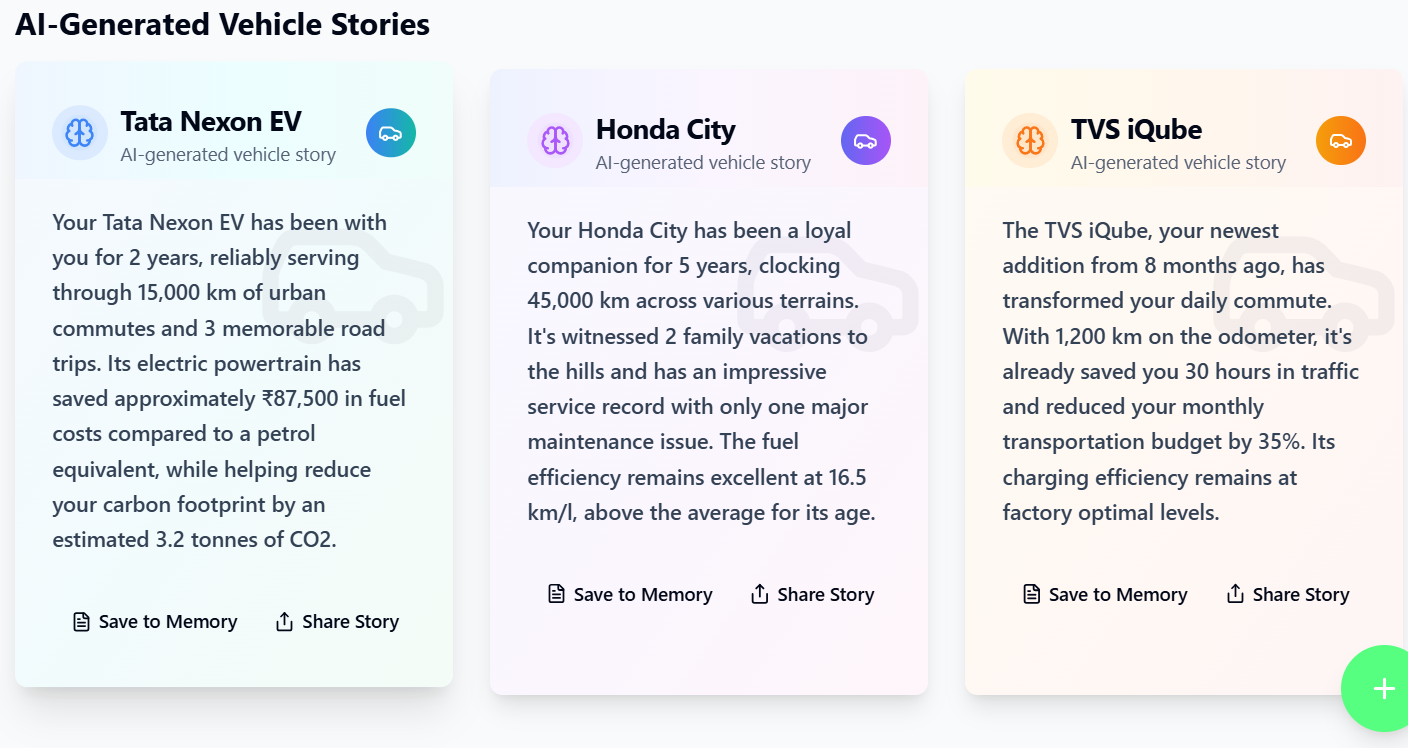 AI-Generated Vehicle Stories
Tata Nexon EV
AI-generated vehicle story
Your Tata Nexon EV has been with
you for 2 years, reliably serving
through 15,000 km of urban
commutes and 3 memorable road
trips. Its electric powertrain has
saved approximately ₹87,500 in fuel
costs compared to a petrol
equivalent, while helping reduce
your carbon footprint by an
estimated 3.2 tonnes of CO2.
Save to Memory
Share Story
Honda City
AI-generated vehicle story
Your Honda City has been a loyal
companion for 5 years, clocking
45,000 km across various terrains.
It's witnessed 2 family vacations to
the hills and has an impressive
service record with only one major
maintenance issue. The fuel
efficiency remains excellent at 16.5
km/l, above the average for its age.
Save to Memory
Share Story
TVS iQube
AI-generated vehicle story
The TVS iQube, your newest
addition from 8 months ago, has
transformed your daily commute.
With 1,200 km on the odometer, it's
already saved you 30 hours in traffic
and reduced your monthly
transportation budget by 35%. Its
charging efficiency remains at
factory optimal levels.
Save to Memory
Share Story